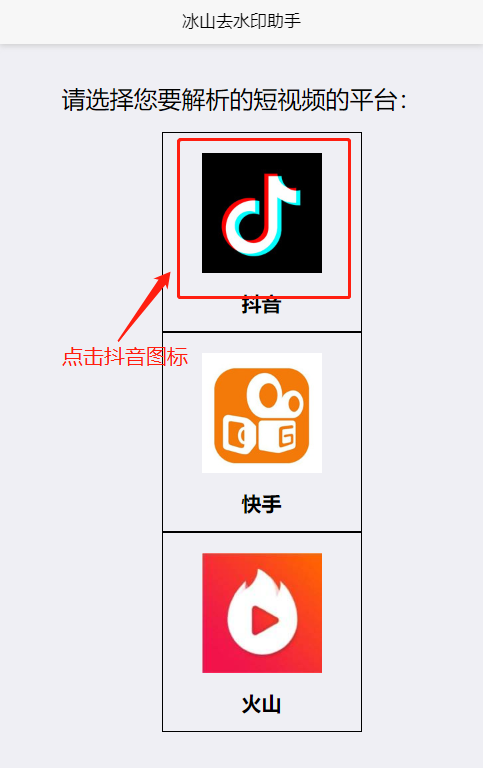 冰山去水印助手
请选择您要解析的短视频的平台：
抖音
点击抖音图标
快手
火山